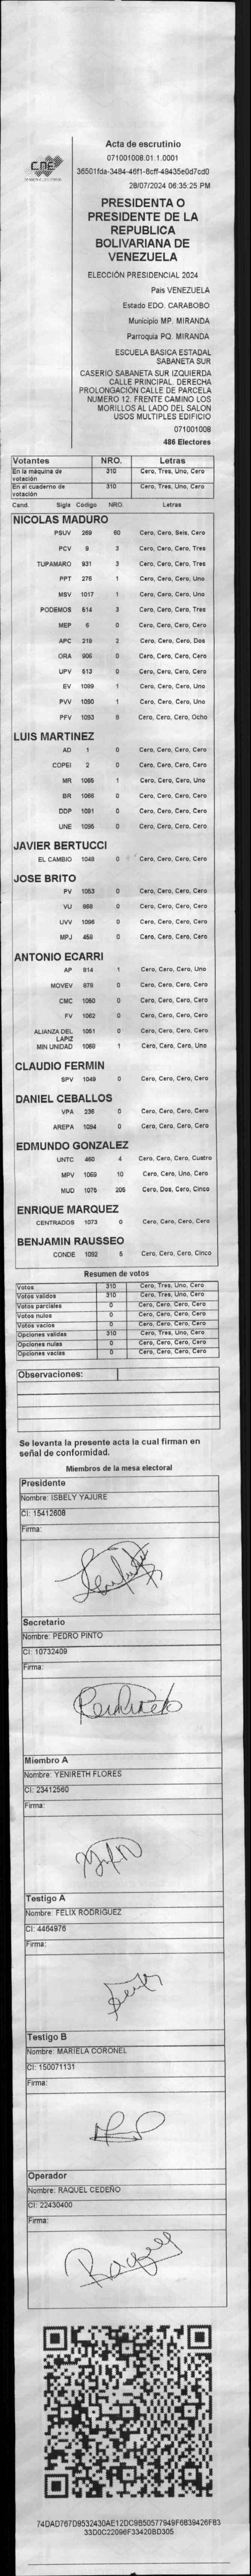 CNE
Acta de escrutinio
071001008.01.1.0001
36501fda-3484-46f1-8cff-49435e0d7cd0
28/07/2024 06:35:25 PM
PRESIDENTA O
PRESIDENTE DE LA
REPUBLICA
BOLIVARIANA DE
VENEZUELA
ELECCIÓN PRESIDENCIAL 2024
Pais VENEZUELA
Estado EDO. CARABOBO
Municipio MP. MIRANDA
Parroquia PQ. MIRANDA
ESCUELA BASICA ESTADAL
SABANETA SUR
CASERIO SABANETA SUR IZQUIERDA
CALLE PRINCIPAL. DERECHA
PROLONGACIÓN CALLE DE PARCELA
NUMERO 12. FRENTE CAMINO LOS
MORILLOS AL LADO DEL SALON
USOS MULTIPLES EDIFICIO
071001008
486 Electores
Votantes NRO. Letras
En la máquina de votación 310 Cero, Tres, Uno, Cero
En el cuaderno de votación 310 Cero, Tres, Uno, Cero
Cand. Sigla Codigo NRO. Letras
NICOLAS MADURO
PSUV 269 60 Cero, Cero, Seis, Cero
PCV 9 3 Cero, Cero, Cero, Tres
TUPAMARO 931 3 Cero, Cero, Cero, Tres
PPT 276 1 Cero, Cero, Cero, Uno
MSV 1017 1 Cero, Cero, Cero, Uno
PODEMOS 514 3 Cero, Cero, Cero, Tres
MEP 6 0 Cero, Cero, Cero, Cero
APC 219 2 Cero, Cero, Cero, Dos
ORA 906 0 Cero, Cero, Cero, Cero
UPV 513 0 Cero, Cero, Cero, Cero
EV 1089 1 Cero, Cero, Cero, Uno
PVV 1090 1 Cero, Cero, Cero, Uno
PFV 1093 8 Cero, Cero, Cero, Ocho
LUIS MARTINEZ
AD 1 0 Cero, Cero, Cero, Cero
COPEI 2 0 Cero, Cero, Cero, Cero
MR 1065 1 Cero, Cero, Cero, Uno
BR 1066 0 Cero, Cero, Cero, Cero
DDP 1091 0 Cero, Cero, Cero, Cero
UNE 1095 0 Cero, Cero, Cero, Cero
JAVIER BERTUCCI
EL CAMBIO 1048 0 Cero, Cero, Cero, Cero
JOSE BRITO
PV 1053 0 Cero, Cero, Cero, Cero
VU 968 0 Cero, Cero, Cero, Cero
UVV 1096 0 Cero, Cero, Cero, Cero
MPJ 458 0 Cero, Cero, Cero, Cero
ANTONIO ECARRI
AP 814 1 Cero, Cero, Cero, Uno
MOVEV 979 0 Cero, Cero, Cero, Cero
CMC 1050 0 Cero, Cero, Cero, Cero
FV 1062 0 Cero, Cero, Cero, Cero
ALIANZA DEL LAPIZ 1051 0 Cero, Cero, Cero, Cero
MIN UNIDAD 1069 1 Cero, Cero, Cero, Uno
CLAUDIO FERMIN
SPV 1049 0 Cero, Cero, Cero, Cero
DANIEL CEBALLOS
VPA 236 0 Cero, Cero, Cero, Cero
AREPA 1094 0 Cero, Cero, Cero, Cero
EDMUNDO GONZALEZ
UNTC 460 4 Cero, Cero, Cero, Cuatro
MPV 1069 10 Cero, Cero, Uno, Cero
MUD 1075 205 Cero, Dos, Cero, Cinco
ENRIQUE MARQUEZ
CENTRADOS 1073 0 Cero, Cero, Cero, Cero
BENJAMIN RAUSSEO
CONDE 1092 5 Cero, Cero, Cero, Cinco
Resumen de votos
Votos 310 Cero, Tres, Uno, Cero
Votos validos 310 Cero, Tres, Uno, Cero
Votos parciales 0 Cero, Cero, Cero, Cero
Votos nulos 0 Cero, Cero, Cero, Cero
Votos vacios 0 Cero, Cero, Cero, Cero
Opciones validas 310 Cero, Tres, Uno, Cero
Opciones nulas 0 Cero, Cero, Cero, Cero
Opciones vacias 0 Cero, Cero, Cero, Cero
Observaciones:
Se levanta la presente acta la cual firman en
señal de conformidad.
Miembros de la mesa electoral
Presidente
Nombre: ISBELY YAJURE
CI: 15412608
Firma:
Secretario
Nombre: PEDRO PINTO
CI: 10732409
Firma:
Miembro A
Nombre: YENIRETH FLORES
CI: 23412560
Firma:
Testigo A
Nombre: FELIX RODRIGUEZ
CI: 4464976
Firma:
Testigo B
Nombre: MARIELA CORONEL
CI: 150071131
Firma:
Operador
Nombre: RAQUEL CEDEÑO
CI: 22430400
Firma:
Raquel
74DAD767D9532430AE12DC9B50577949F6839426F83
33D0C22096F33420BD305